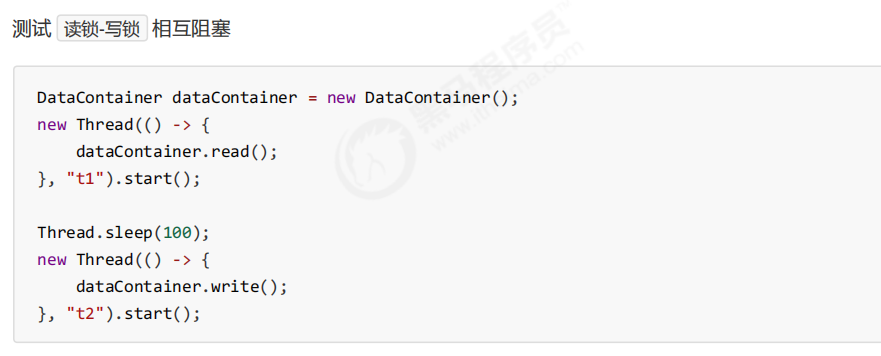 测试 读锁-写锁 相互阻塞
DataContainer dataContainer = new DataContainer();
new Thread(() -> {
    dataContainer.read();
}, "t1").start();

Thread.sleep(100);
new Thread(() -> {
    dataContainer.write();
}, "t2").start();
黑马程序员
www.itheima.com